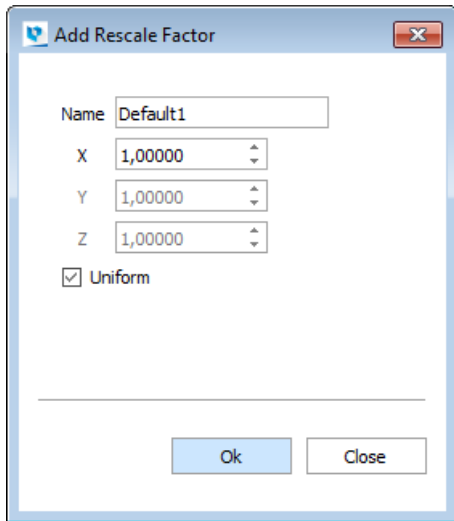 Add Rescale Factor
Name Default1
X 1,00000
Y 1,00000
Z 1,00000
Uniform
Ok Close